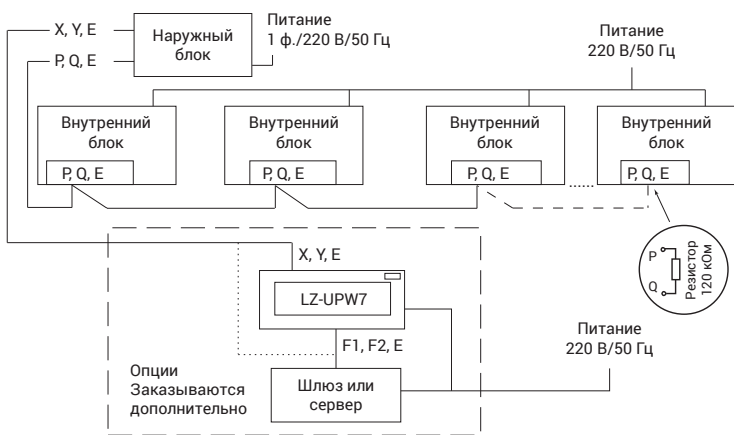 X, Y, E
P, Q, E
Наружный
блок
Питание
1 ф./220 В/50 Гц
Питание
220 В/50 Гц
Внутренний
блок
P, Q, E
Внутренний
блок
P, Q, E
Внутренний
блок
P, Q, E
Внутренний
блок
P, Q, E
P
Q
Резистор
120 кОм
X, Y, E
LZ-UPW7
F1, F2, E
Питание
220 В/50 Гц
Опции
Заказываются
дополнительно
Шлюз или
сервер